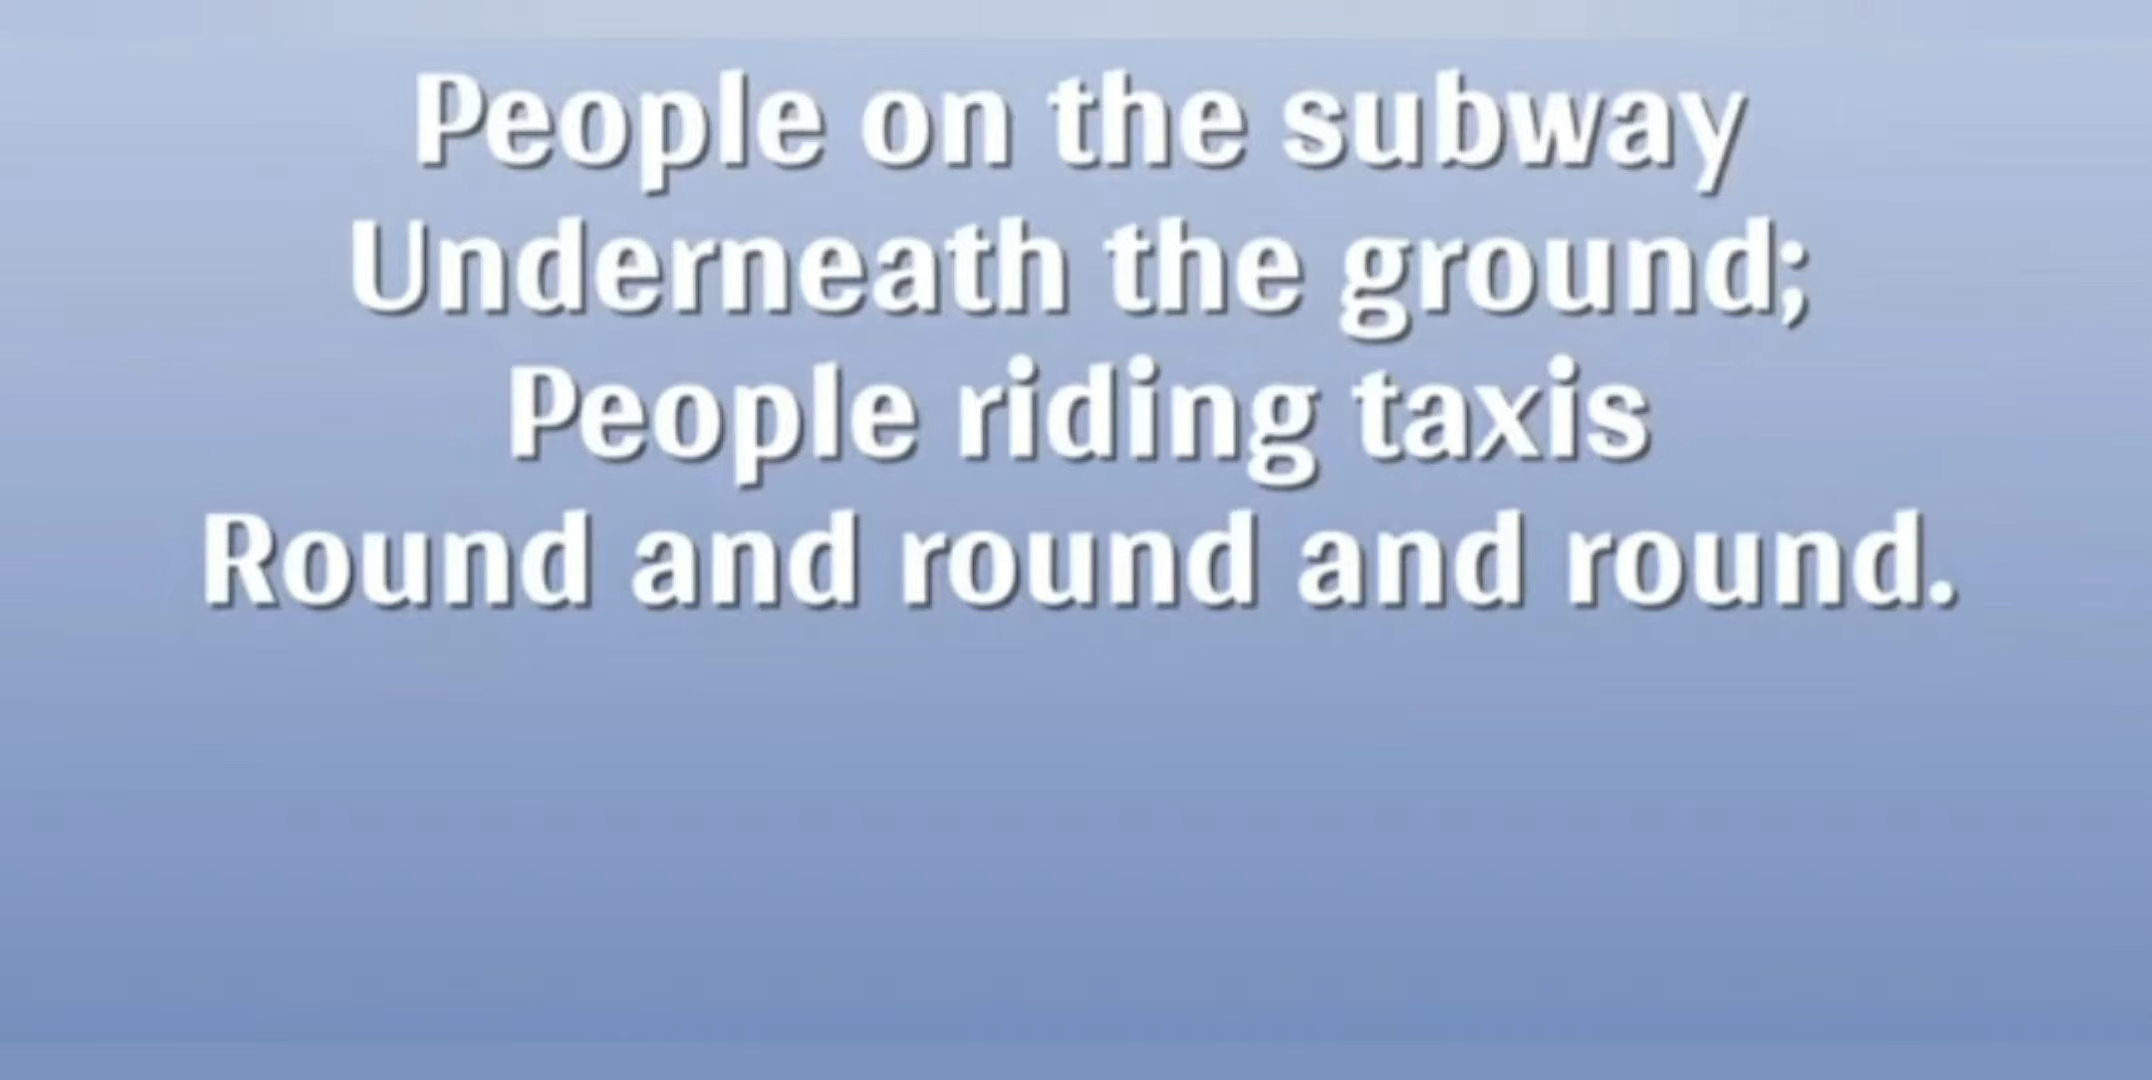 People on the subway
Underneath the ground;
People riding taxis
Round and round and round.